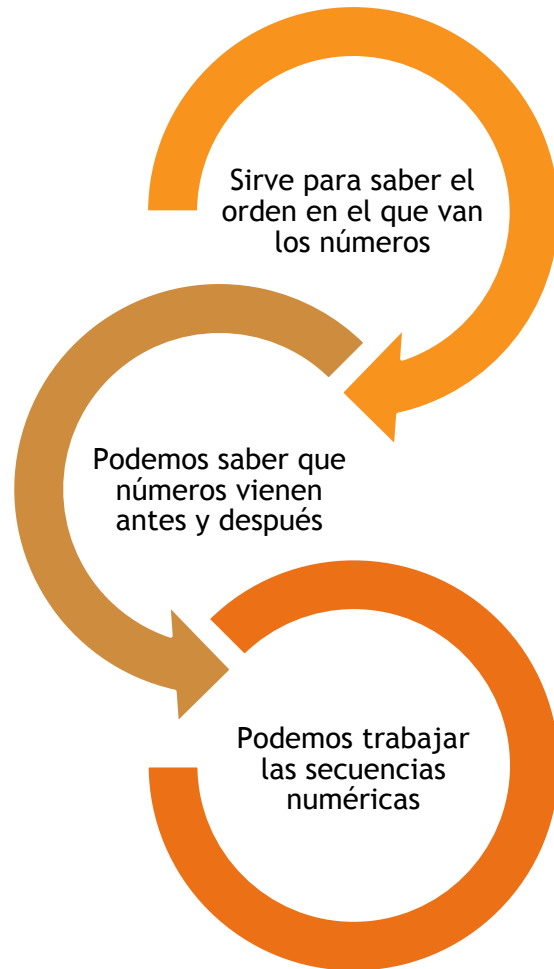 Sirve para saber el
orden en el que van
los números
Podemos saber que
números vienen
antes y después
Podemos trabajar
las secuencias
numéricas